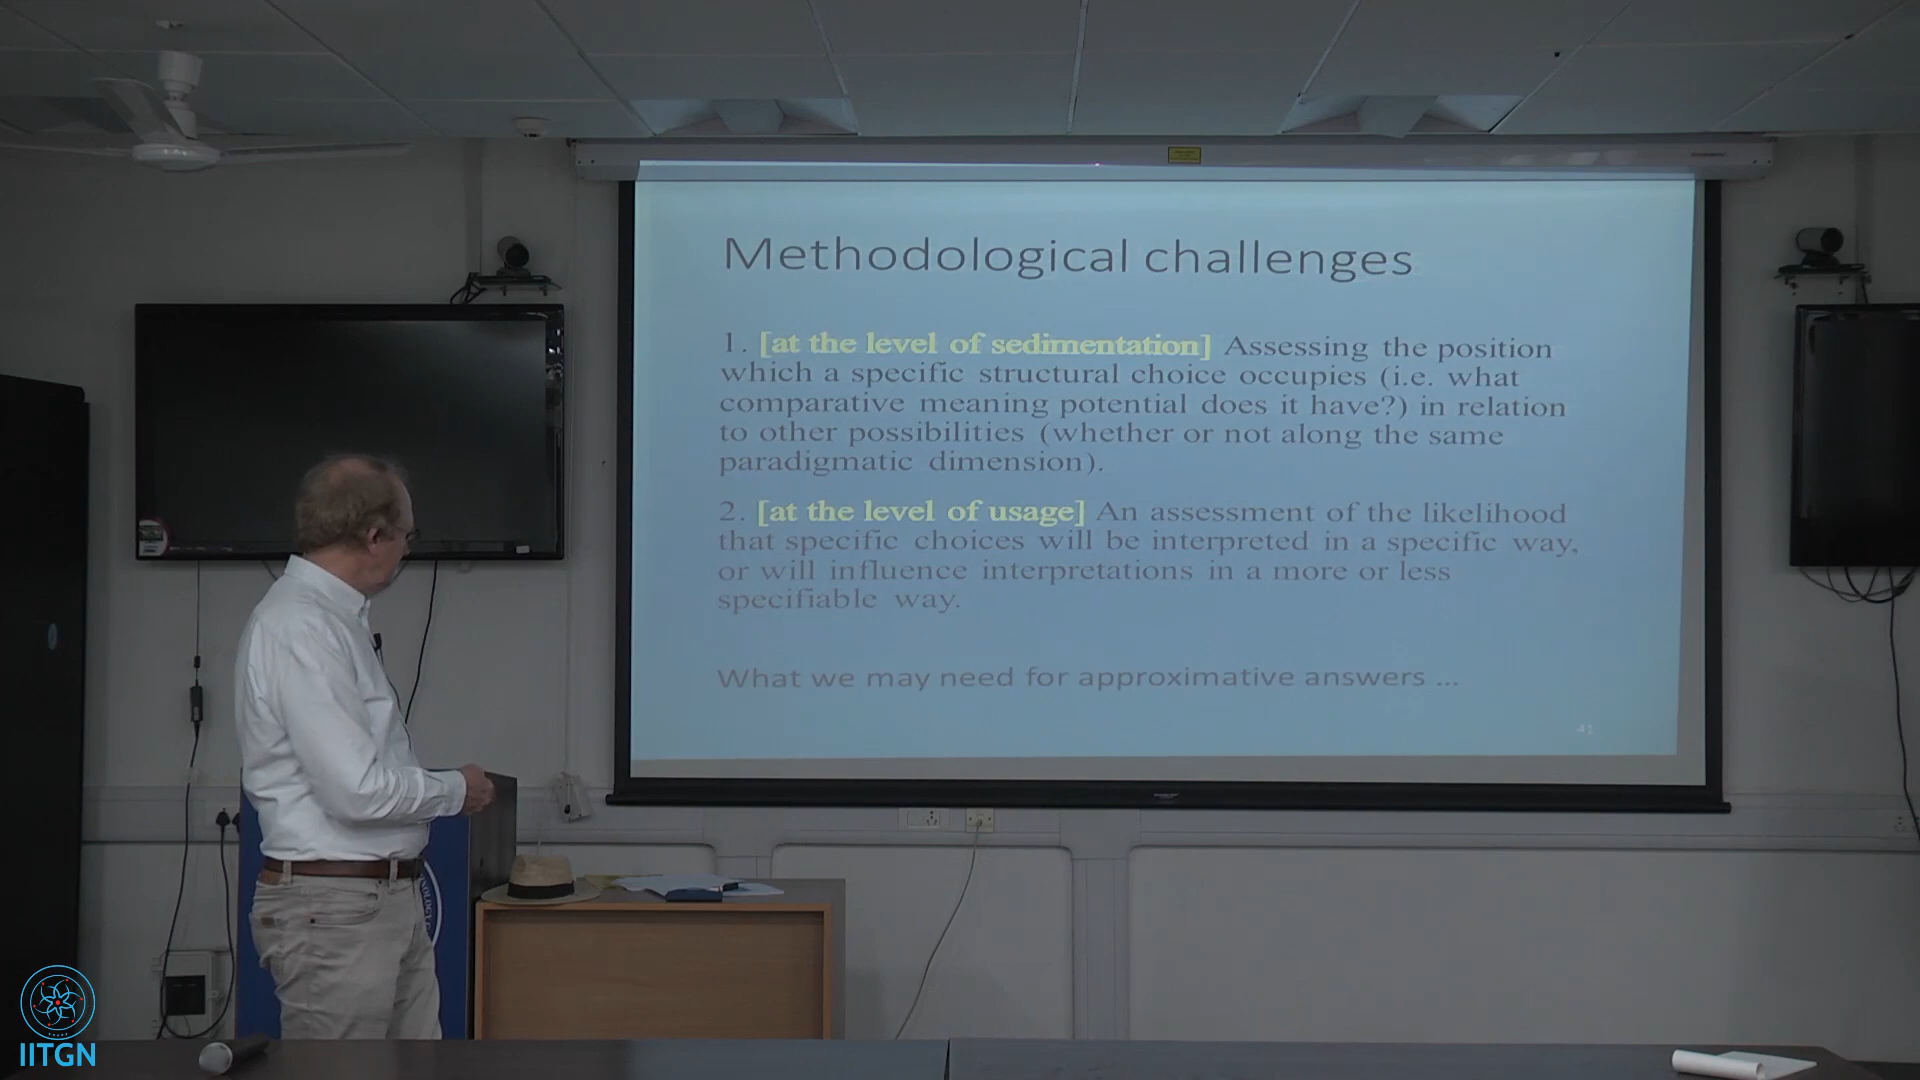 Methodological challenges
1. [at the level of sedimentation] Assessing the position
which a specific structural choice occupies (i.e. what
comparative meaning potential does it have?) in relation
to other possibilities (whether or not along the same
paradigmatic dimension).
2. [at the level of usage] An assessment of the likelihood
that specific choices will be interpreted in a specific way,
or will influence interpretations in a more or less
specifiable way.
What we may need for approximative answers ...
41
IITGN